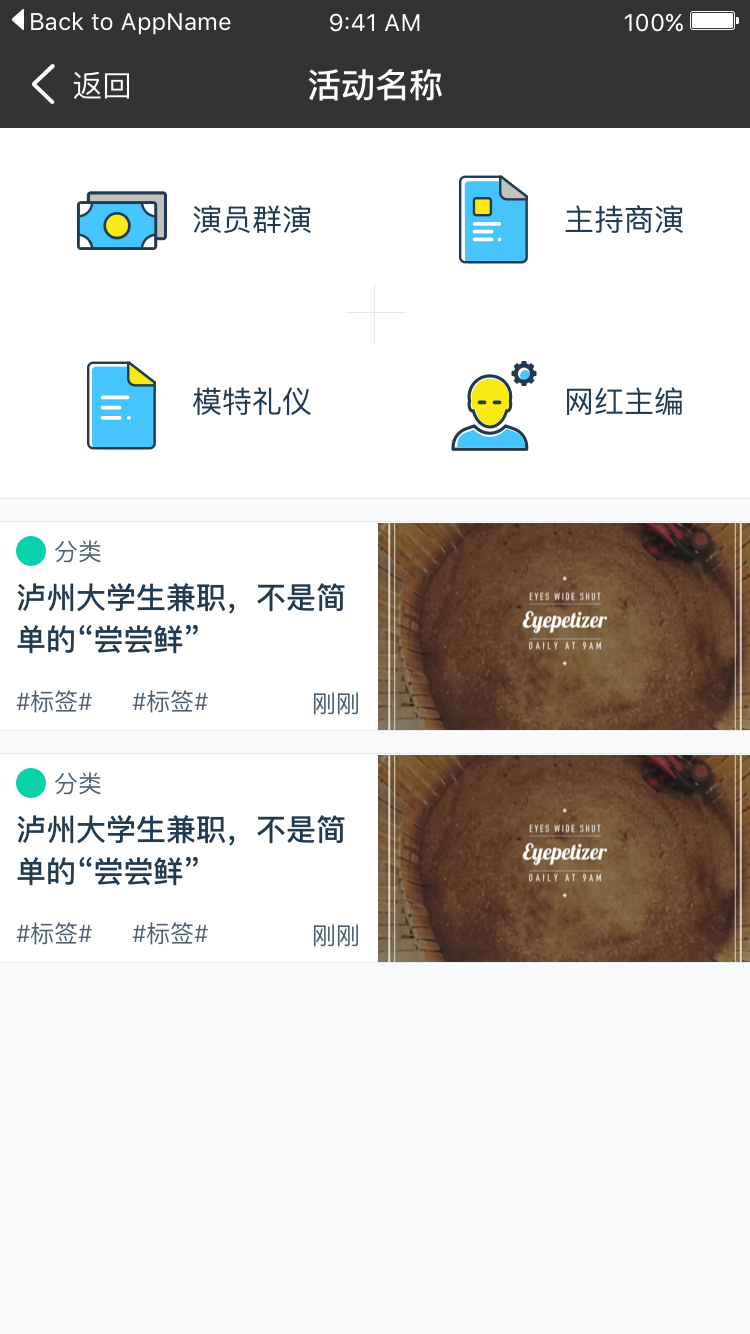 Back to AppName 9:41 AM 100%
返回 活动名称
演员群演 主持商演
模特礼仪 网红主编
分类
泸州大学生兼职，不是简
单的“尝尝鲜”
#标签# #标签# 刚刚
EYES WIDE SHUT
Eyepetizer
DAILY AT 9AM
分类
泸州大学生兼职，不是简
单的“尝尝鲜”
#标签# #标签# 刚刚
EYES WIDE SHUT
Eyepetizer
DAILY AT 9AM